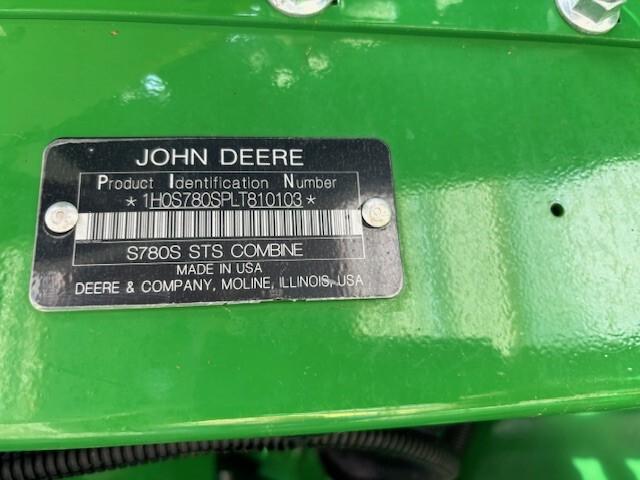 JOHN DEERE
Product Identification Number
*1H0S780SPLT810103*
S780S STS COMBINE
MADE IN USA
DEERE & COMPANY, MOLINE, ILLINOIS, USA